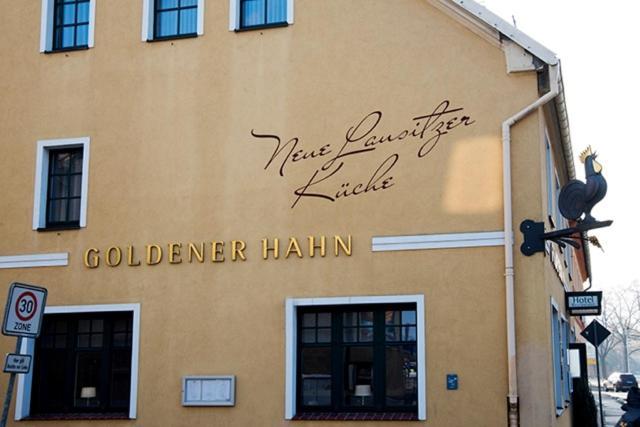 Neue Lausitzer
Küche
GOLDENER HAHN
30
ZONE
Hotel